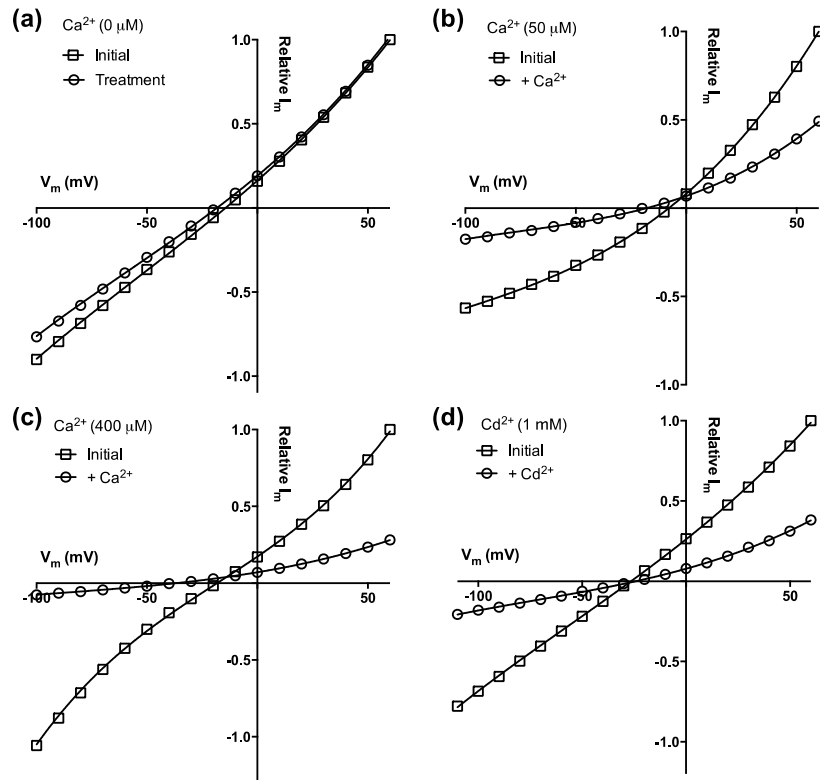 (a)
Ca²⁺ (0 µM)
Initial
Treatment
Relative Iₘ
Vₘ (mV)
1.0
0.5
-0.5
-1.0
-100
-50
0
50
(b)
Ca²⁺ (50 µM)
Initial
+ Ca²⁺
Relative Iₘ
Vₘ (mV)
1.0
0.5
-0.5
-1.0
-100
-50
0
50
(c)
Ca²⁺ (400 µM)
Initial
+ Ca²⁺
Relative Iₘ
Vₘ (mV)
1.0
0.5
-0.5
-1.0
-100
-50
0
50
(d)
Cd²⁺ (1 mM)
Initial
+ Cd²⁺
Relative Iₘ
Vₘ (mV)
1.0
0.5
-0.5
-1.0
-100
-50
0
50